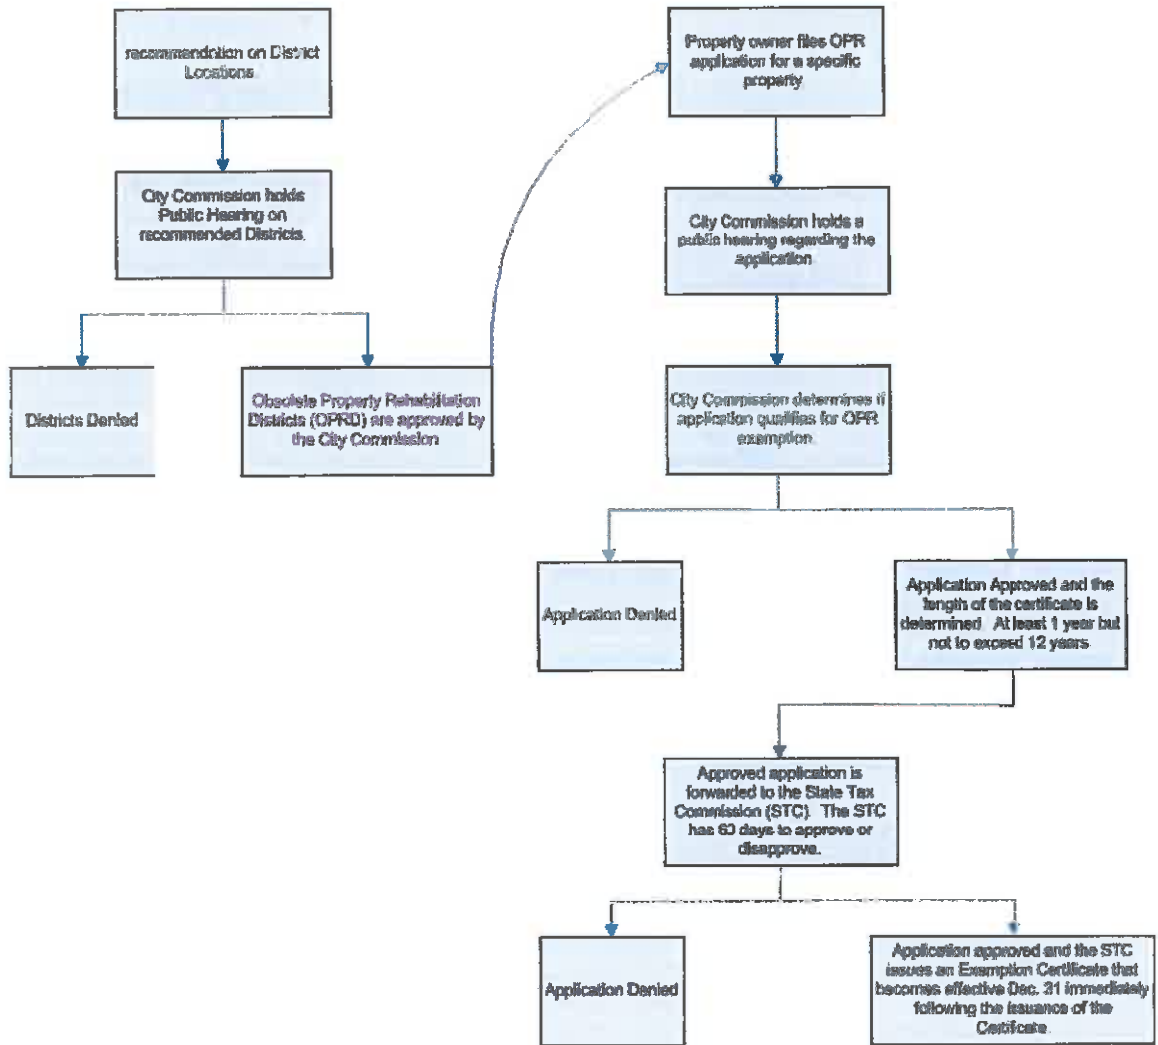 recommendation on District
Locations.
City Commission holds
Public Hearing on
recommended Districts.
Districts Denied
Obsolete Property Rehabilitation
Districts (OPRD) are approved by
the City Commission
Property owner files OPR
application for a specific
property.
City Commission holds a
public hearing regarding the
application
City Commission determines if
application qualifies for OPR
exemption.
Application Denied
Application Approved and the
length of the certificate is
determined. At least 1 year but
not to exceed 12 years
Approved application is
forwarded to the State Tax
Commission (STC). The STC
has 60 days to approve or
disapprove.
Application Denied
Application approved and the STC
issues an Exemption Certificate that
becomes effective Dec. 31 immediately
following the issuance of the
Certificate.